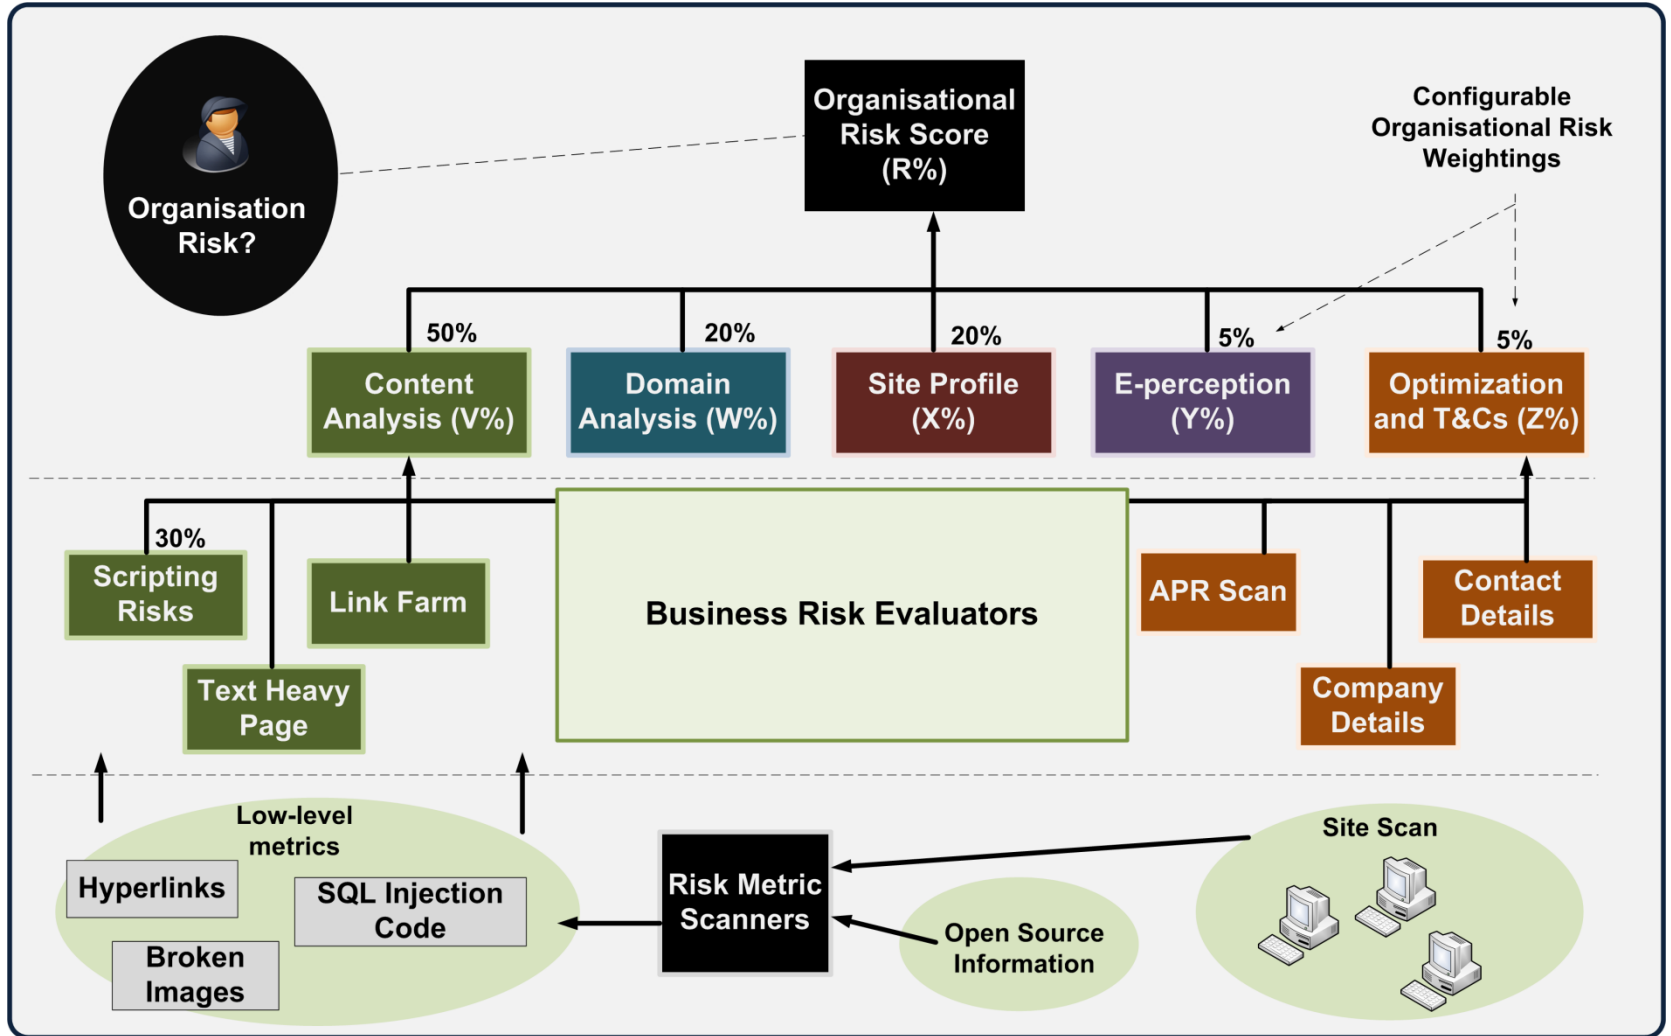 Organisation
Risk?
Organisational
Risk Score
(R%)
Configurable
Organisational Risk
Weightings
50%
20%
20%
5%
5%
Content
Analysis (V%)
Domain
Analysis (W%)
Site Profile
(X%)
E-perception
(Y%)
Optimization
and T&Cs (Z%)
30%
Scripting
Risks
Link Farm
Text Heavy
Page
Business Risk Evaluators
APR Scan
Contact
Details
Company
Details
Low-level
metrics
Hyperlinks
SQL Injection
Code
Broken
Images
Risk Metric
Scanners
Open Source
Information
Site Scan